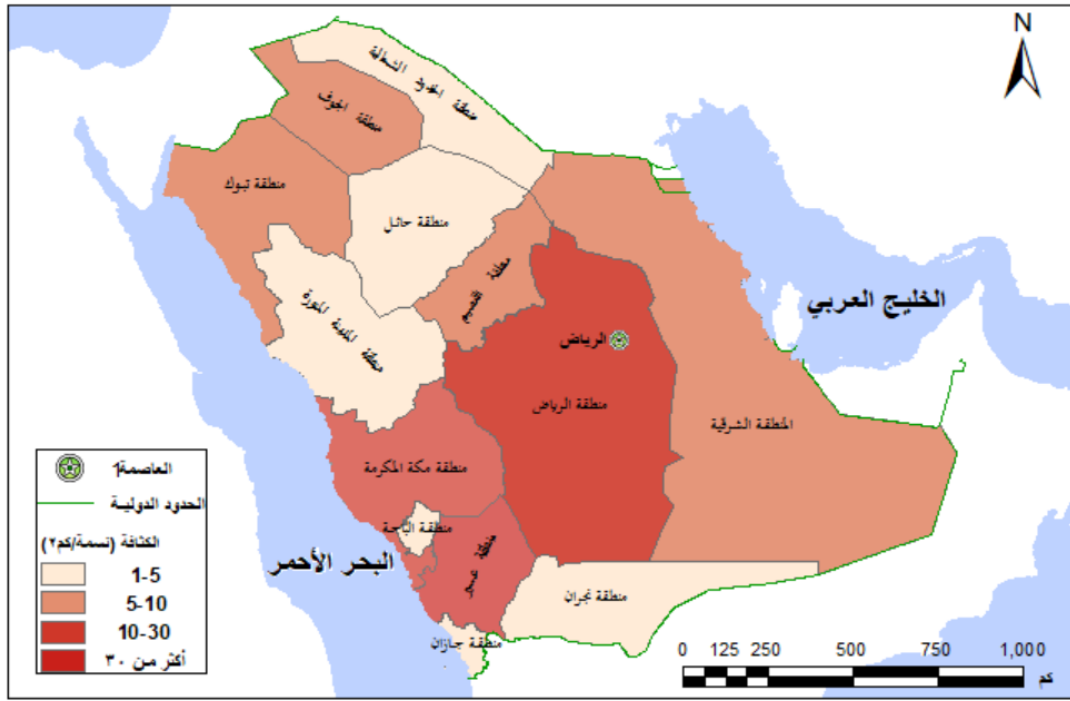 N
منطقة الحدود الشمالية
منطقة الجوف
منطقة تبوك
منطقة حائل
منطقة القصيم
منطقة المدينة المنورة
الخليج العربي
الرياض
منطقة الرياض
المنطقة الشرقية
منطقة مكة المكرمة
منطقة الباحة
منطقة عسير
البحر الأحمر
منطقة نجران
منطقة جازان
العاصمة1
الحدود الدولية
الكثافة (نسمة/كم٢)
1-5
5-10
10-30
أكثر من ٣٠
0 125 250 500 750 1,000
كم